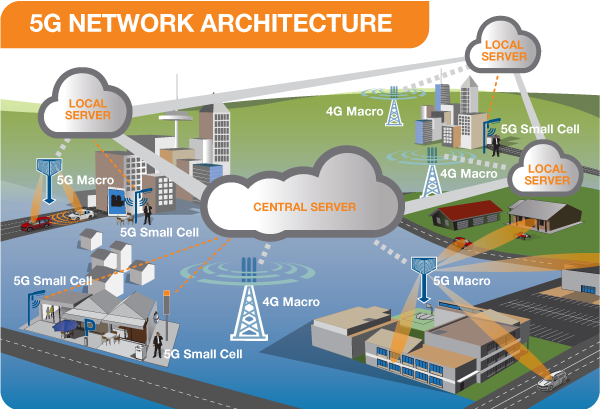 5G NETWORK ARCHITECTURE
LOCAL
SERVER
LOCAL
SERVER
4G Macro
5G Small Cell
5G Macro
4G Macro
LOCAL
SERVER
CENTRAL SERVER
5G Small Cell
5G Small Cell
4G Macro
5G Macro
P
5G Small Cell